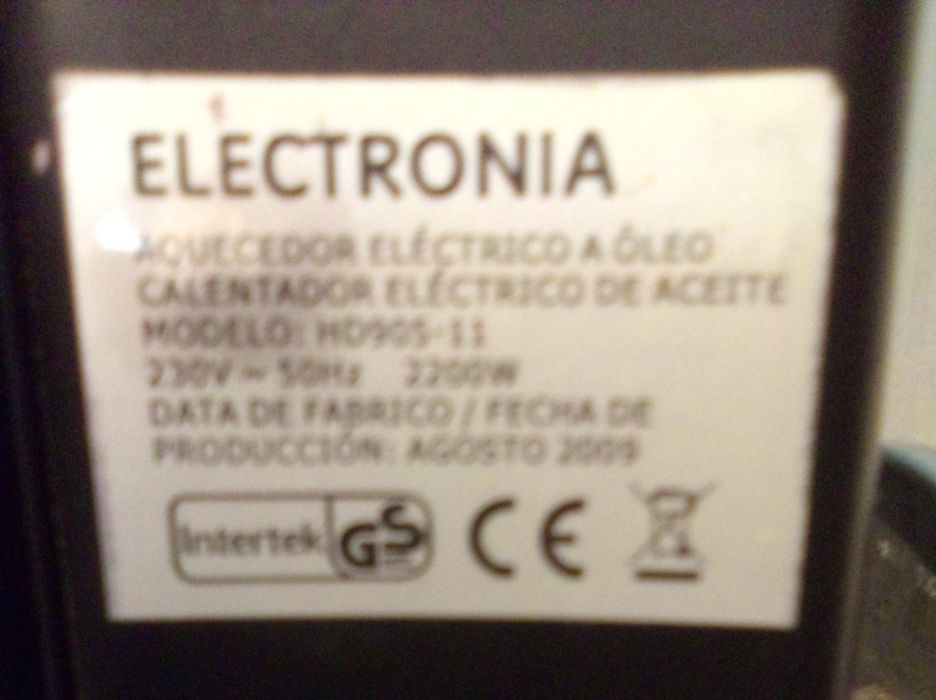 ELECTRONIA
AQUECEDOR ELÉCTRICO A ÓLEO
CALENTADOR ELÉCTRICO DE ACEITE
MODELO: HD905-11
230V ~ 50Hz 2200W
DATA DE FABRICO / FECHA DE
PRODUCCIÓN: AGOSTO 2009
Intertek GS CE